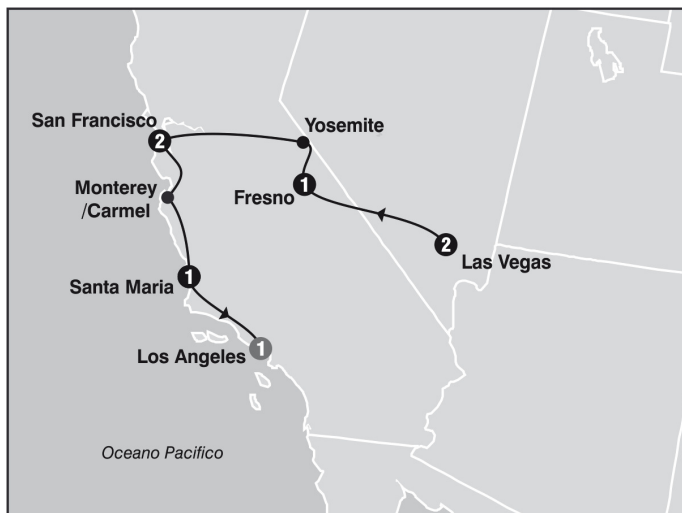 San Francisco
2
Yosemite
Monterey
/Carmel
Fresno
1
2
Las Vegas
Santa Maria
1
Los Angeles
1
Oceano Pacifico